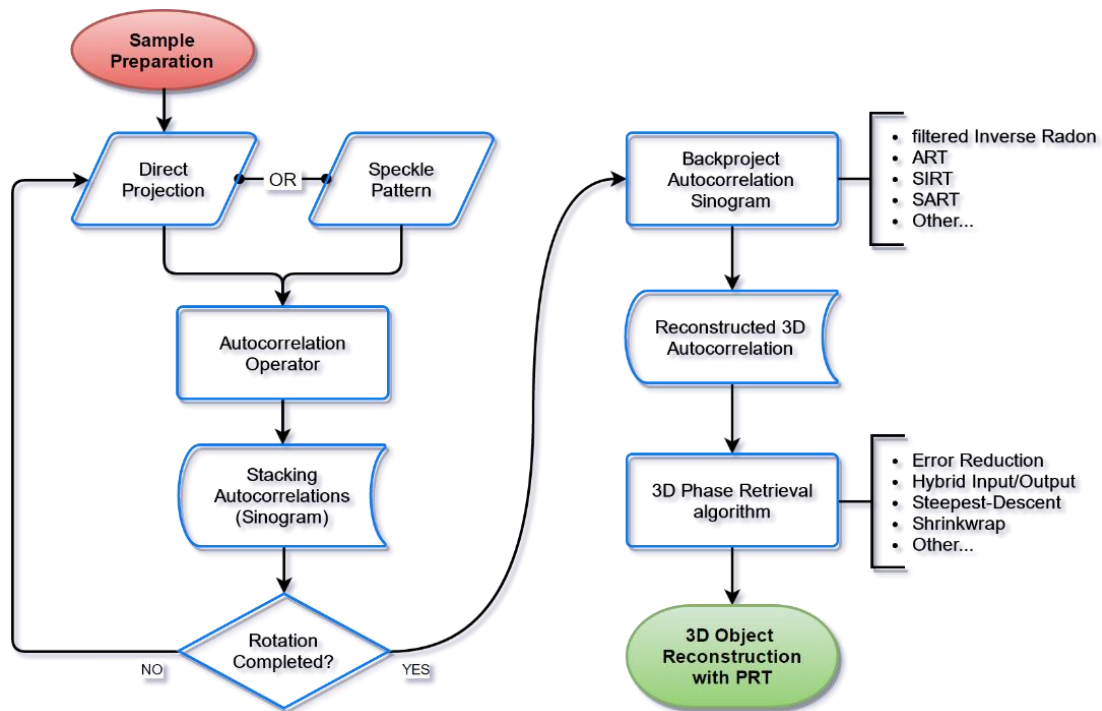 Sample
Preparation
Direct
Projection
OR
Speckle
Pattern
Autocorrelation
Operator
Stacking
Autocorrelations
(Sinogram)
Rotation
Completed?
NO
YES
Backproject
Autocorrelation
Sinogram
• filtered Inverse Radon
• ART
• SIRT
• SART
• Other...
Reconstructed 3D
Autocorrelation
3D Phase Retrieval
algorithm
• Error Reduction
• Hybrid Input/Output
• Steepest-Descent
• Shrinkwrap
• Other...
3D Object
Reconstruction
with PRT